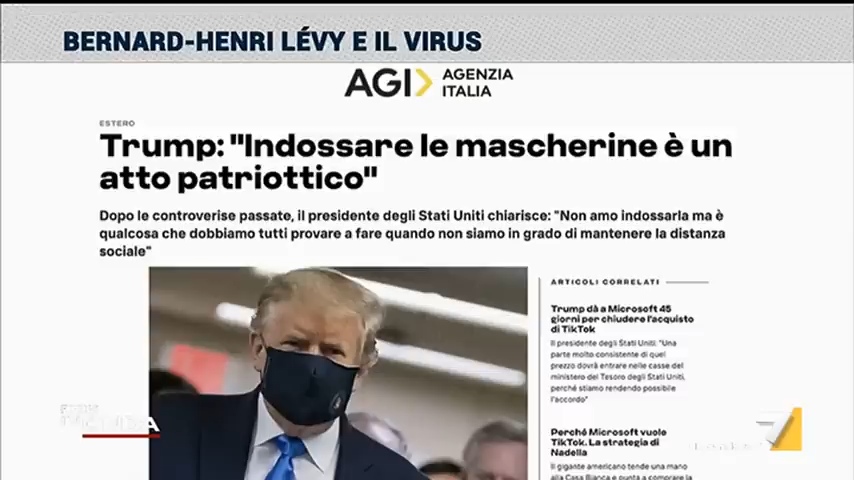 BERNARD-HENRI LÉVY E IL VIRUS
AGI AGENZIA
ITALIA
ESTERO
Trump: "Indossare le mascherine è un
atto patriottico"
Dopo le controverise passate, il presidente degli Stati Uniti chiarisce: "Non amo indossarla ma è
qualcosa che dobbiamo tutti provare a fare quando non siamo in grado di mantenere la distanza
sociale"
ARTICOLI CORRELATI
Trump dà a Microsoft 45
giorni per chiudere l'acquisto
di TikTok
Il presidente degli Stati Uniti: "Una
parte molto consistente di quel
prezzo dovrà entrare nelle casse del
ministero del Tesoro degli Stati Uniti,
perché stiamo rendendo possibile
l'accordo"
Perché Microsoft vuole
TikTok. La strategia di
Nadella
Il gigante americano tende una mano
alla Casa Bianca e punta a comprare la
7